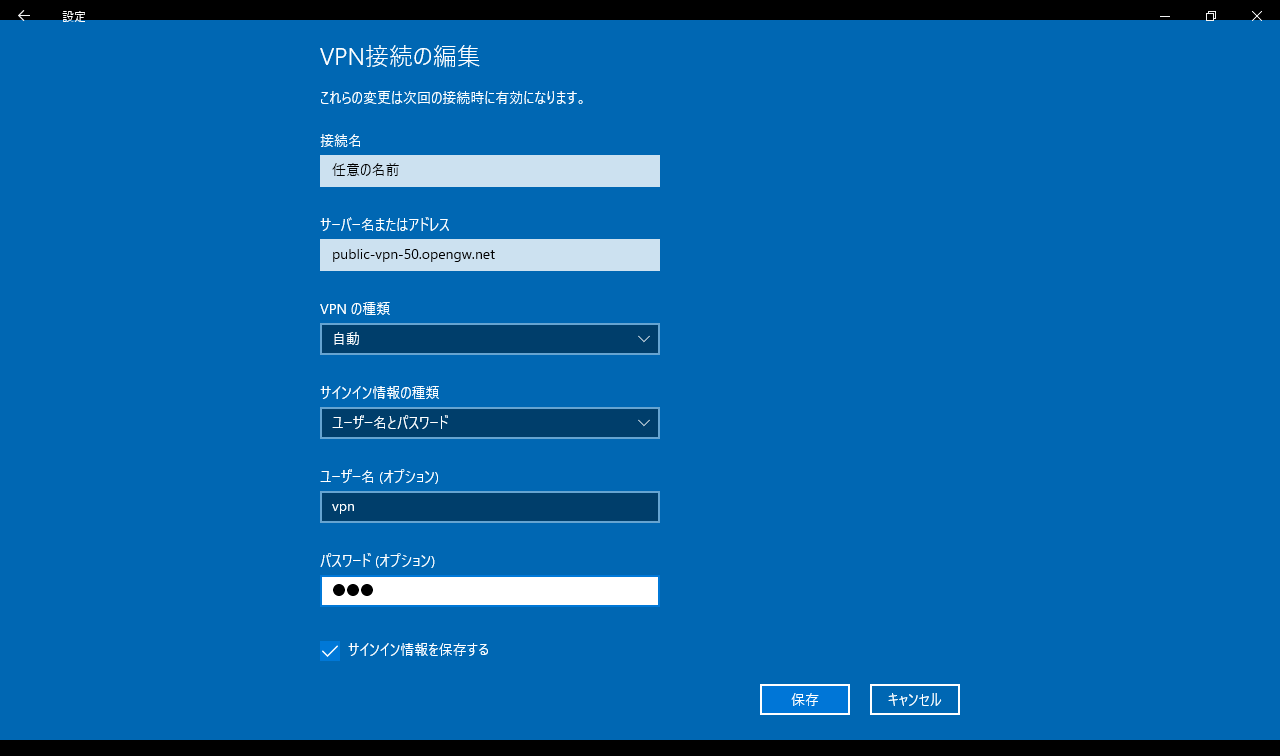 設定
VPN接続の編集
これらの変更は次回の接続時に有効になります。
接続名
任意の名前
サーバー名またはアドレス
public-vpn-50.opengw.net
VPN の種類
自動
サインイン情報の種類
ユーザー名とパスワード
ユーザー名 (オプション)
vpn
パスワード (オプション)
●●●
サインイン情報を保存する
保存 キャンセル